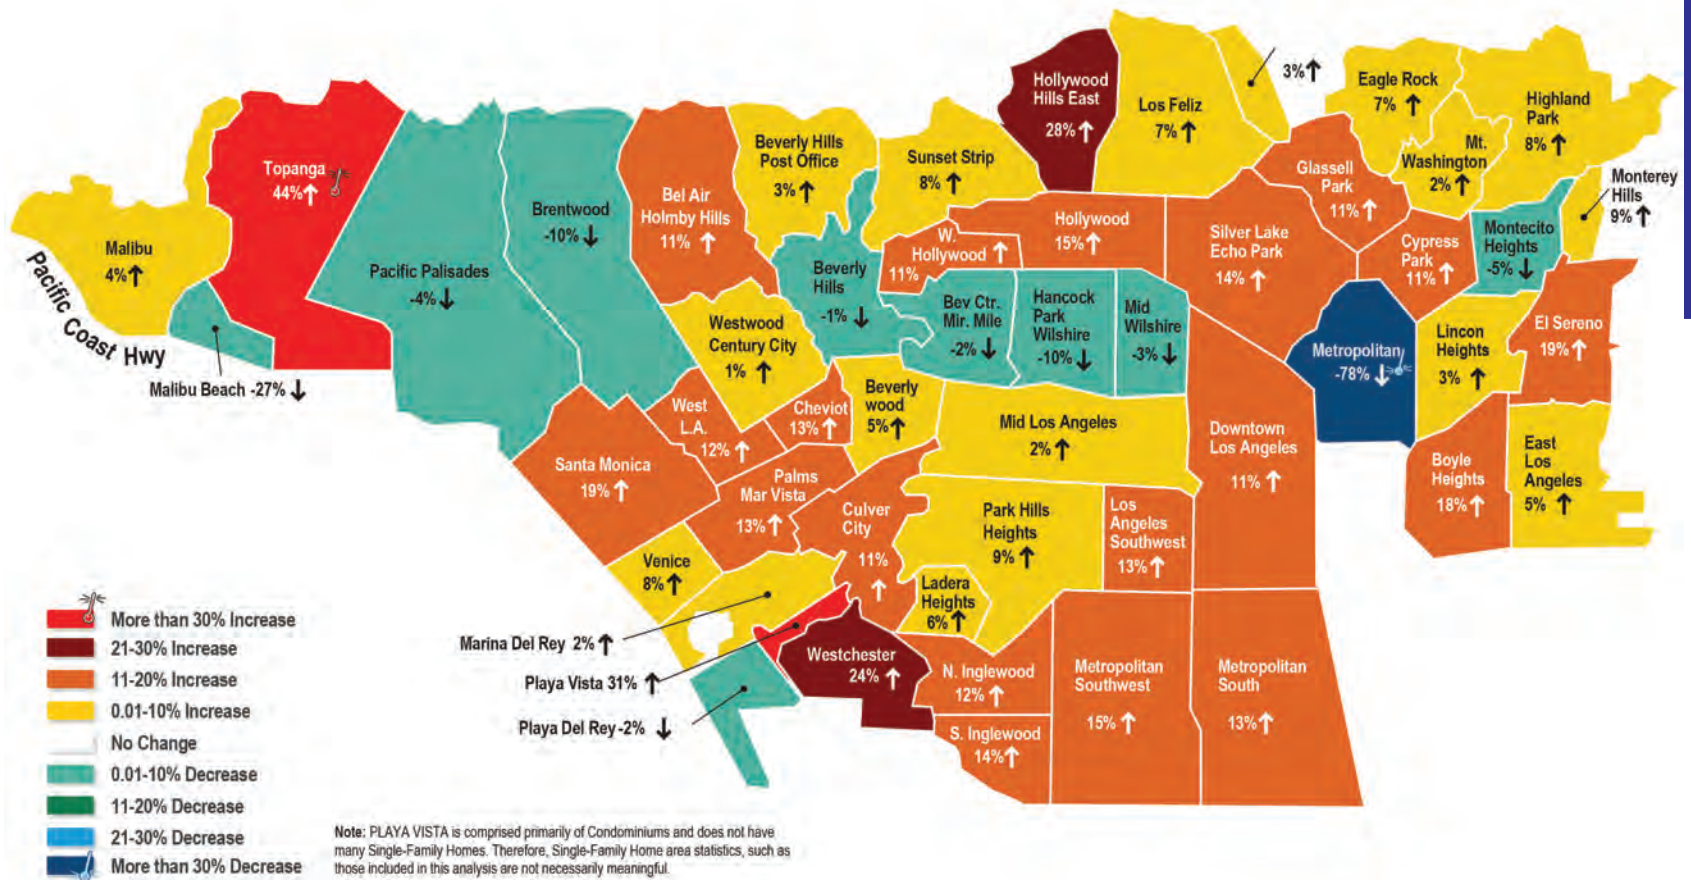 Hollywood
Hills East
28%
Los Feliz
7%
3%
Eagle Rock
7%
Highland
Park
8%
Mt.
Washington
2%
Monterey
Hills
9%
Glassell
Park
11%
Topanga
44%
Malibu
4%
Pacific Coast Hwy
Malibu Beach -27%
Pacific Palisades
-4%
Brentwood
-10%
Bel Air
Holmby Hills
11%
Beverly Hills
Post Office
3%
Sunset Strip
8%
Beverly
Hills
-1%
W.
Hollywood
11%
Hollywood
15%
Silver Lake
Echo Park
14%
Cypress
Park
11%
Montecito
Heights
-5%
El Sereno
19%
Lincon
Heights
3%
Metropolitan
-78%
Bev Ctr.
Mir. Mile
-2%
Hancock
Park
Wilshire
-10%
Mid
Wilshire
-3%
Westwood
Century City
1%
Beverly
wood
5%
Cheviot
13%
West
L.A.
12%
Santa Monica
19%
Palms
Mar Vista
13%
Mid Los Angeles
2%
Downtown
Los Angeles
11%
Boyle
Heights
18%
East
Los
Angeles
5%
Culver
City
11%
Park Hills
Heights
9%
Los
Angeles
Southwest
13%
Venice
8%
Ladera
Heights
6%
Marina Del Rey 2%
Playa Vista 31%
Playa Del Rey -2%
Westchester
24%
N. Inglewood
12%
S. Inglewood
14%
Metropolitan
Southwest
15%
Metropolitan
South
13%
More than 30% Increase
21-30% Increase
11-20% Increase
0.01-10% Increase
No Change
0.01-10% Decrease
11-20% Decrease
21-30% Decrease
More than 30% Decrease
Note: PLAYA VISTA is comprised primarily of Condominiums and does not have
many Single-Family Homes. Therefore, Single-Family Home area statistics, such as
those included in this analysis are not necessarily meaningful.